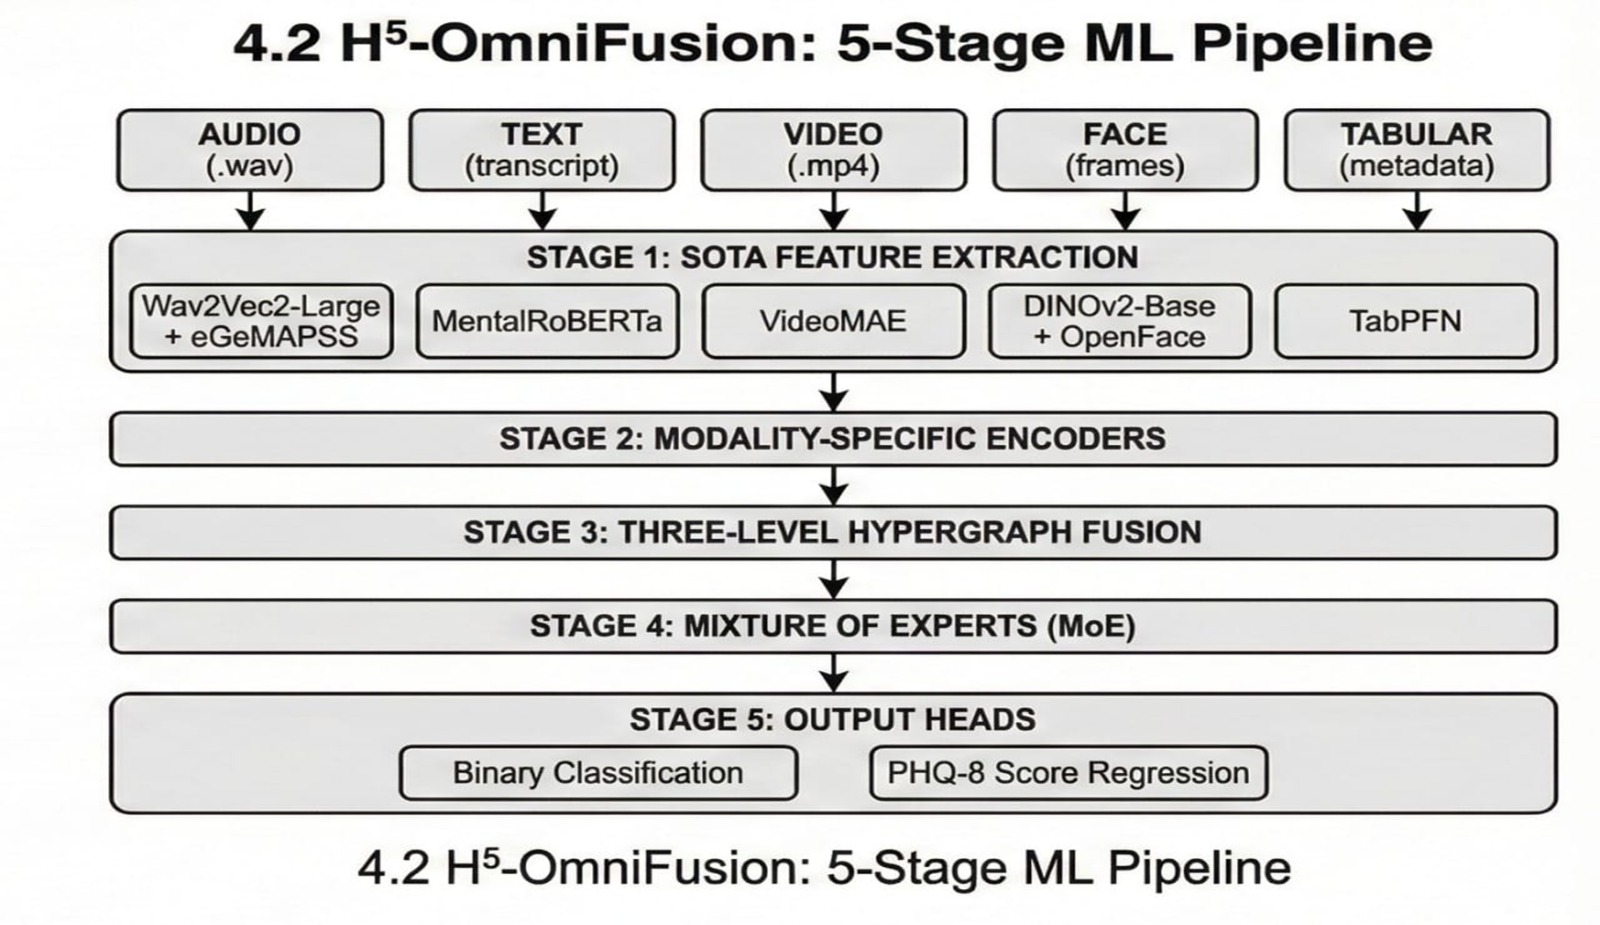 4.2 H⁵-OmniFusion: 5-Stage ML Pipeline
AUDIO
(.wav)
TEXT
(transcript)
VIDEO
(.mp4)
FACE
(frames)
TABULAR
(metadata)
STAGE 1: SOTA FEATURE EXTRACTION
Wav2Vec2-Large
+ eGeMAPSS
MentalRoBERTa
VideoMAE
DINOv2-Base
+ OpenFace
TabPFN
STAGE 2: MODALITY-SPECIFIC ENCODERS
STAGE 3: THREE-LEVEL HYPERGRAPH FUSION
STAGE 4: MIXTURE OF EXPERTS (MoE)
STAGE 5: OUTPUT HEADS
Binary Classification
PHQ-8 Score Regression
4.2 H⁵-OmniFusion: 5-Stage ML Pipeline